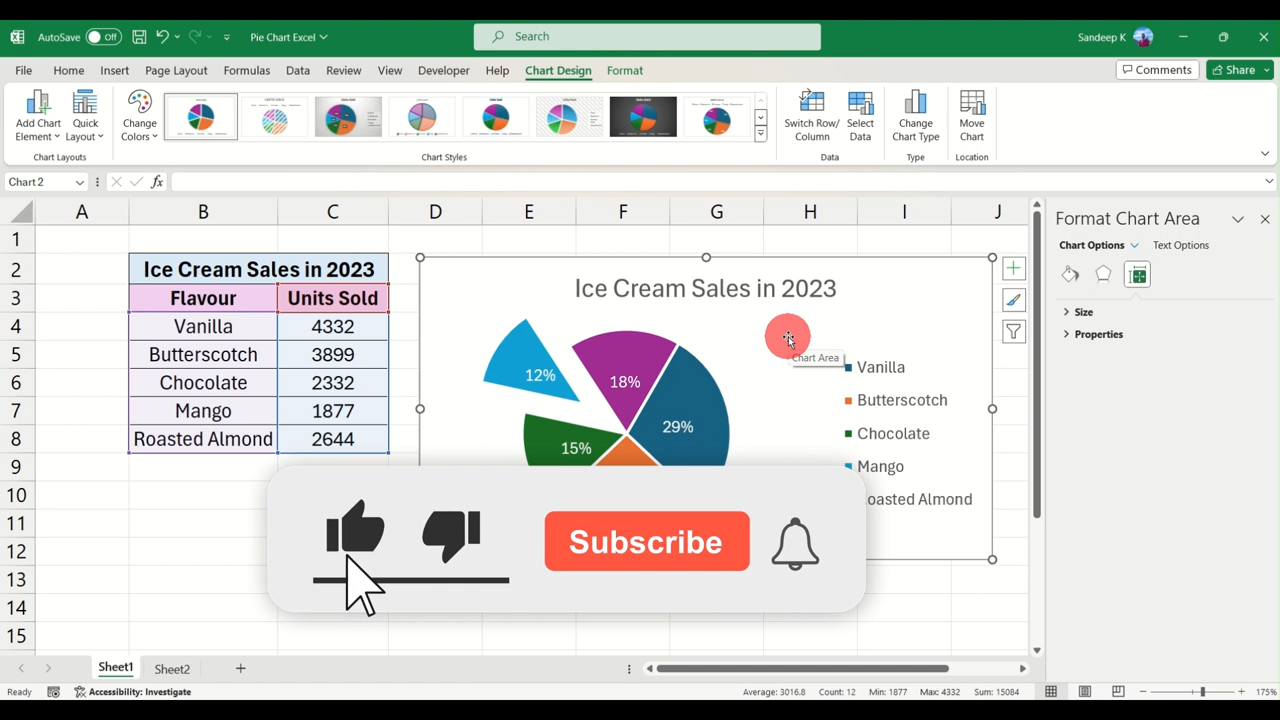 AutoSave Off Pie Chart Excel Search Sandeep K
File Home Insert Page Layout Formulas Data Review View Developer Help Chart Design Format Comments Share
Add Chart Element Quick Layout Change Colors Switch Row/ Column Select Data Change Chart Type Move Chart
Chart Layouts Chart Styles Data Type Location
Chart 2 fx
A B C D E F G H I J
Format Chart Area
Chart Options Text Options
Size
Properties
1
2 Ice Cream Sales in 2023
3 Flavour Units Sold
4 Vanilla 4332
5 Butterscotch 3899
6 Chocolate 2332
7 Mango 1877
8 Roasted Almond 2644
9
10
11
12
13
14
15
Ice Cream Sales in 2023
12%
18%
29%
15%
Chart Area
Vanilla
Butterscotch
Chocolate
Mango
oasted Almond
Subscribe
Sheet1 Sheet2
Ready Accessibility: Investigate Average: 3016.8 Count: 12 Min: 1877 Max: 4332 Sum: 15084 175%